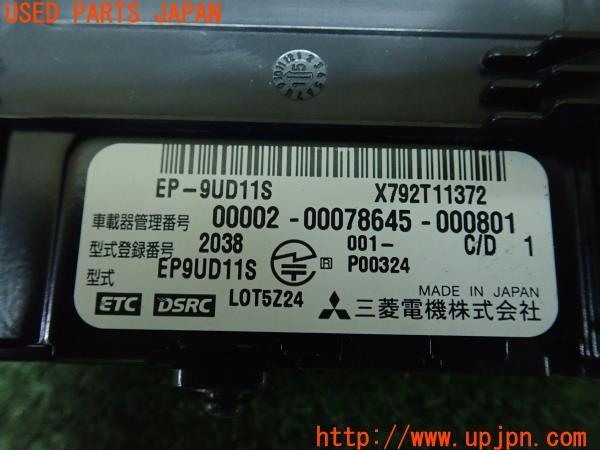 USED PARTS JAPAN
15
EP-9UD11S X792T11372
車載器管理番号 00002-00078645-000801
型式登録番号 2038 001- C/D 1
型式 EP9UD11S R P00324
ETC DSRC LOT5Z24 MADE IN JAPAN
三菱電機株式会社
http://www.upjpn.com/